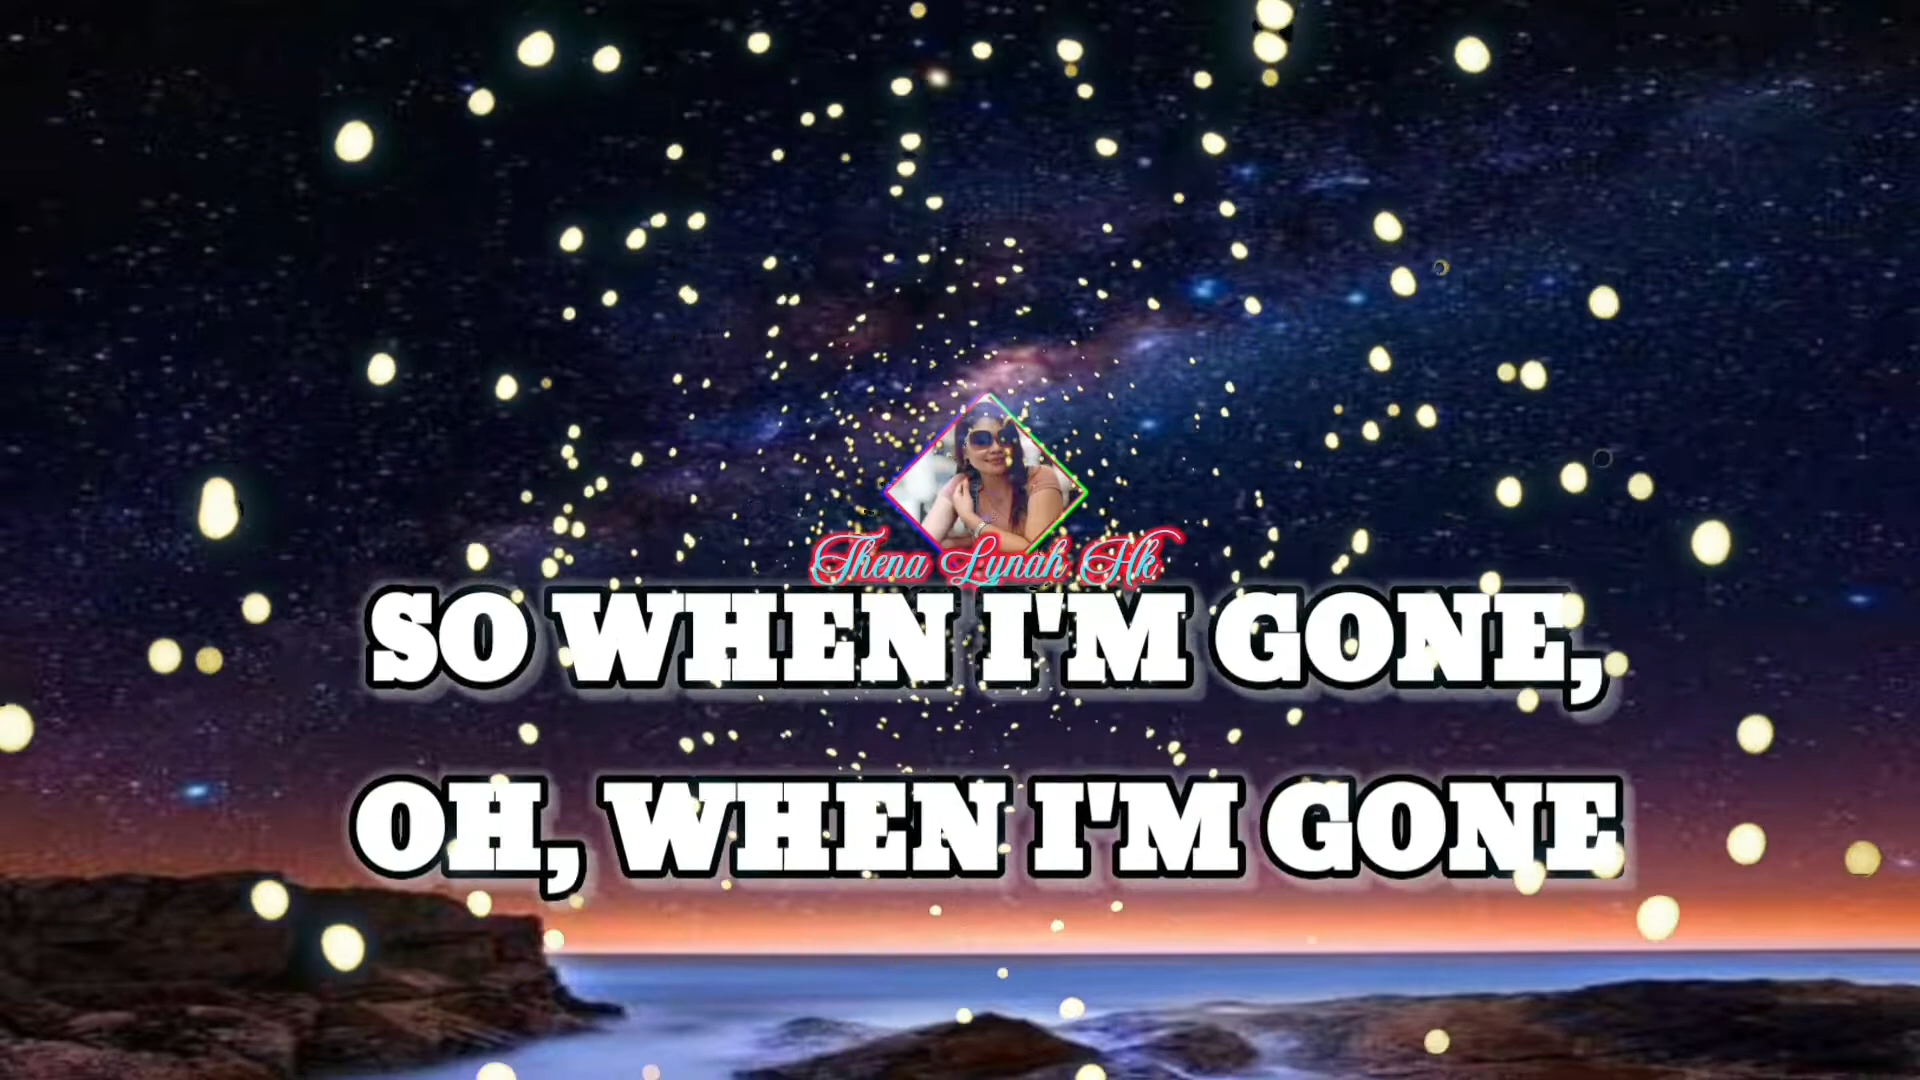 Thena Lynah Hk
SO WHEN I'M GONE,
OH, WHEN I'M GONE